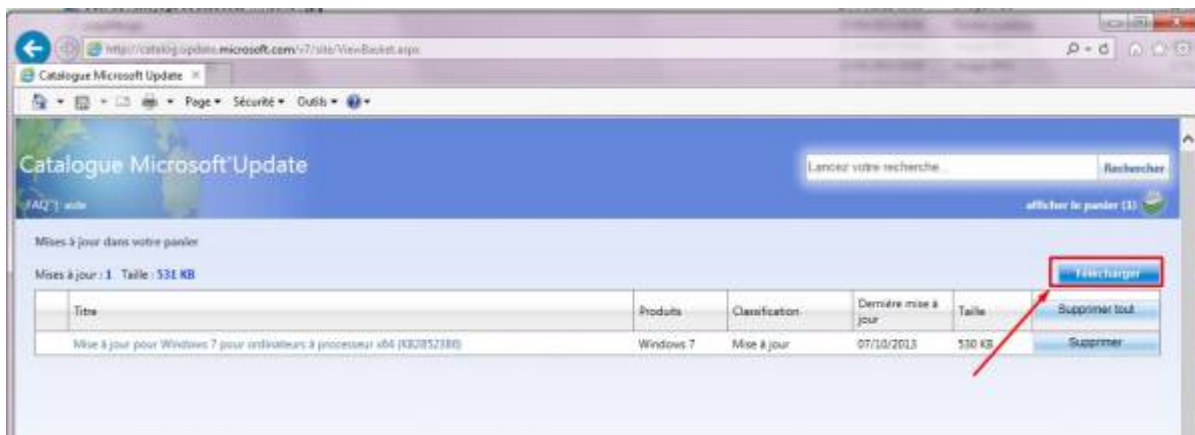 http://catalog.update.microsoft.com/v7/site/ViewBasket.aspx
Catalogue Microsoft Update
Page Sécurité Outils
Catalogue Microsoft Update
Lancez votre recherche
Rechercher
FAQ | aide
afficher le panier (1)
Mises à jour dans votre panier
Mises à jour : 1 Taille : 531 KB
Télécharger
Titre Produits Classification Dernière mise à jour Taille Supprimer tout
Mise à jour pour Windows 7 pour ordinateurs à processeur x64 (KB2852386) Windows 7 Mise à jour 07/10/2013 530 KB Supprimer